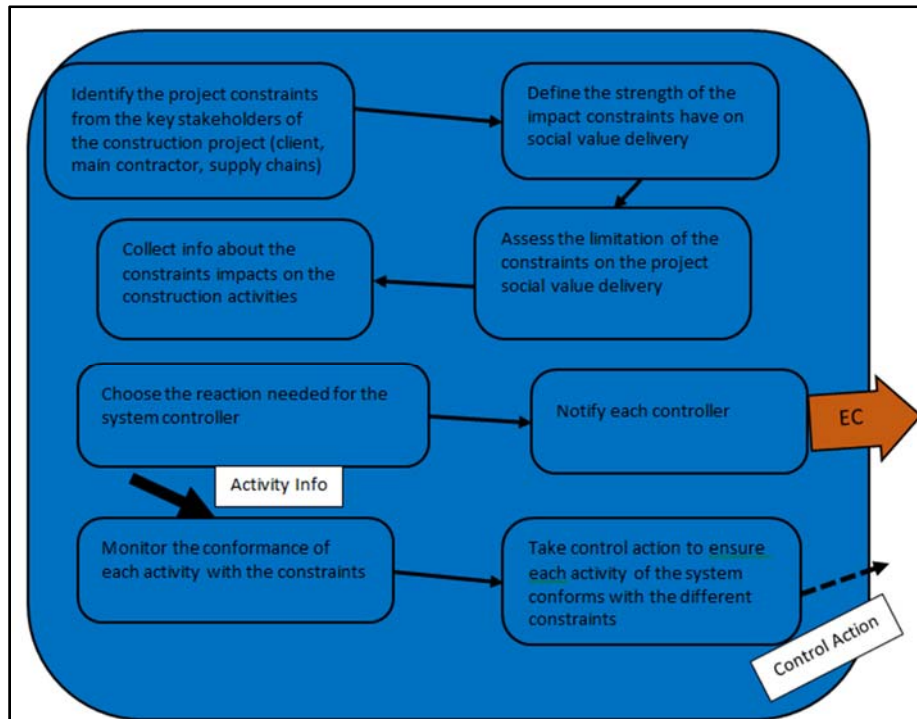 Identify the project constraints
from the key stakeholders of
the construction project (client,
main contractor, supply chains)
Define the strength of the
impact constraints have on
social value delivery
Collect info about the
constraints impacts on the
construction activities
Assess the limitation of the
constraints on the project
social value delivery
Choose the reaction needed for the
system controller
Notify each controller
EC
Activity Info
Monitor the conformance of
each activity with the constraints
Take control action to ensure
each activity of the system
conforms with the different
constraints
Control Action